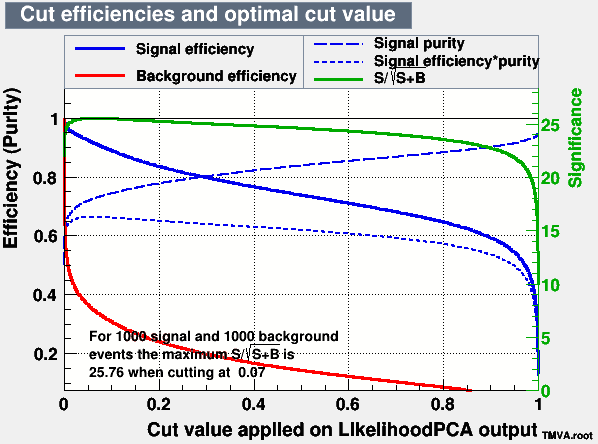 Cut efficiencies and optimal cut value
Signal efficiency
Background efficiency
Signal purity
Signal efficiency*purity
S/√S+B
Efficiency (Purity)
1
0.8
0.6
0.4
0.2
25
20
15
10
5
0
Significance
For 1000 signal and 1000 background
events the maximum S/√S+B is
25.76 when cutting at 0.07
0 0.2 0.4 0.6 0.8 1
Cut value applied on LikelihoodPCA output
TMVA.root